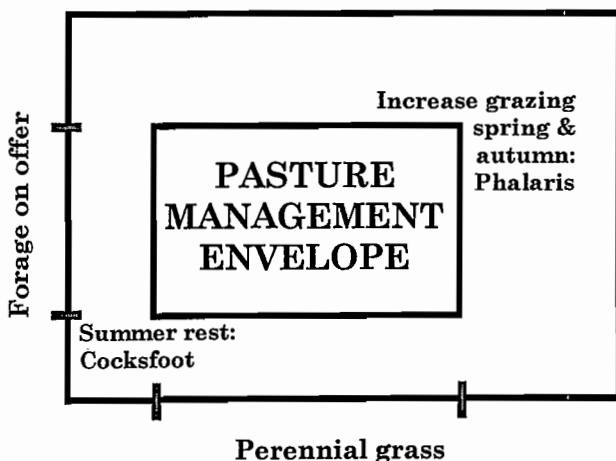 Increase grazing
spring &
autumn:
Phalaris
PASTURE
MANAGEMENT
ENVELOPE
Forage on offer
Summer rest:
Cocksfoot
Perennial grass